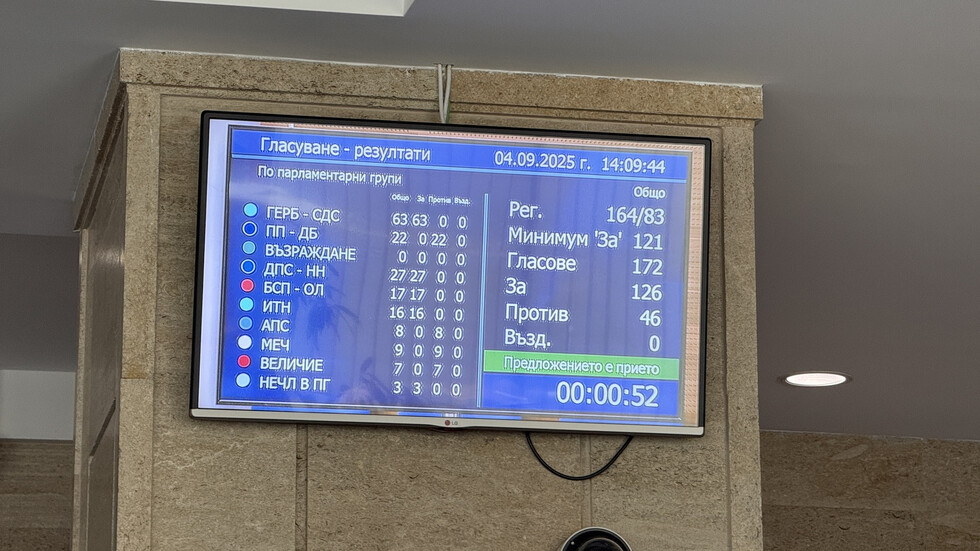 Гласуване - резултати 04.09.2025 г. 14:09:44
По парламентарни групи
Общо За Против Възд.
ГЕРБ - СДС 63 63 0 0
ПП - ДБ 22 0 22 0
ВЪЗРАЖДАНЕ 0 0 0 0
ДПС - НН 27 27 0 0
БСП - ОЛ 17 17 0 0
ИТН 16 16 0 0
АПС 8 0 8 0
МЕЧ 9 0 9 0
ВЕЛИЧИЕ 7 0 7 0
НЕЧЛ В ПГ 3 3 0 0
Общо
Рег. 164/83
Минимум 'За' 121
Гласове 172
За 126
Против 46
Възд. 0
Предложението е прието
00:00:52
LG